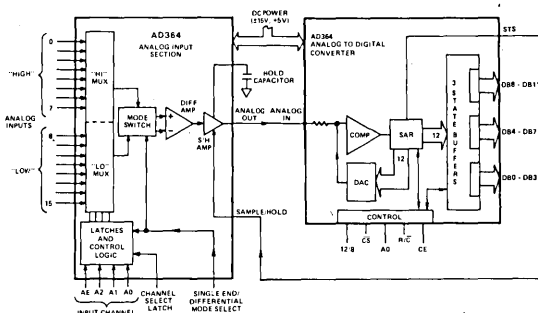 AD364
ANALOG INPUT
SECTION
DC POWER
(±15V, +5V)
AD364
ANALOG TO DIGITAL
CONVERTER
STS
0
"HIGH"
7
ANALOG
INPUTS
8
"LOW"
15
"HI"
MUX
"LO"
MUX
MODE
SWITCH
DIFF
AMP
+
−
S/H
AMP
HOLD
CAPACITOR
ANALOG
OUT
ANALOG
IN
COMP
SAR
12
12
DAC
3
STATE
BUFFERS
DB8 - DB11
DB4 - DB7
DB0 - DB3
CONTROL
12/8
CS
A0
R/C
CE
SAMPLE/HOLD
LATCHES
AND
CONTROL
LOGIC
AE A2 A1 A0
INPUT CHANNEL
CHANNEL
SELECT
LATCH
SINGLE END/
DIFFERENTIAL
MODE SELECT